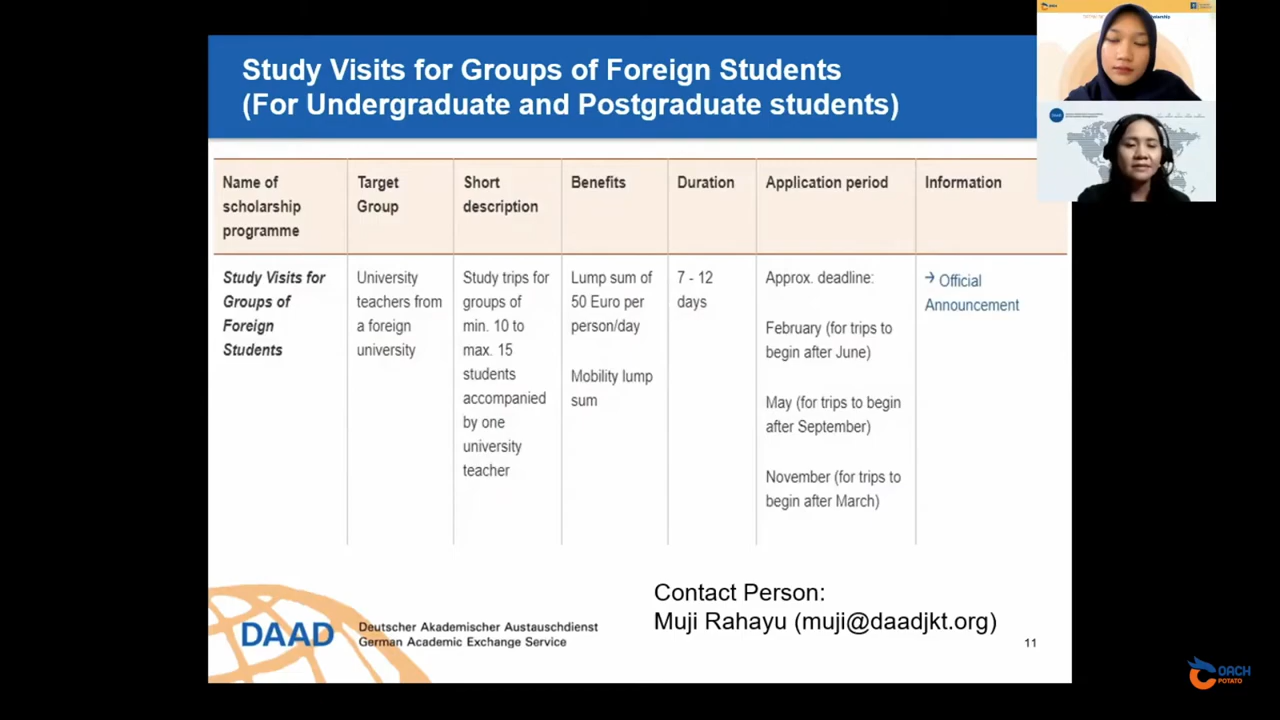 Study Visits for Groups of Foreign Students
(For Undergraduate and Postgraduate students)
Name of
scholarship
programme
Target
Group
Short
description
Benefits
Duration
Application period
Information
Study Visits for
Groups of
Foreign
Students
University
teachers from
a foreign
university
Study trips for
groups of
min. 10 to
max. 15
students
accompanied
by one
university
teacher
Lump sum of
50 Euro per
person/day
Mobility lump
sum
7 - 12
days
Approx. deadline:
February (for trips to
begin after June)
May (for trips to begin
after September)
November (for trips to
begin after March)
→ Official
Announcement
Contact Person:
Muji Rahayu (muji@daadjkt.org)
DAAD
Deutscher Akademischer Austauschdienst
German Academic Exchange Service
11
DAAD
OACH
POTATO